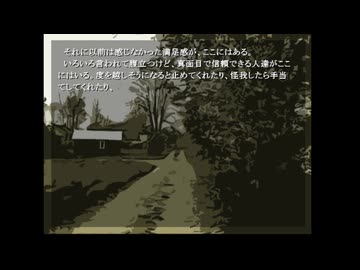 それに以前は感じなかった満足感が、ここにはある。
いろいろ言われて腹立つけど、真面目で信頼できる人達がここ
にはいる。度を越しそうになると止めてくれたり、怪我したら手当
てしてくれたり。